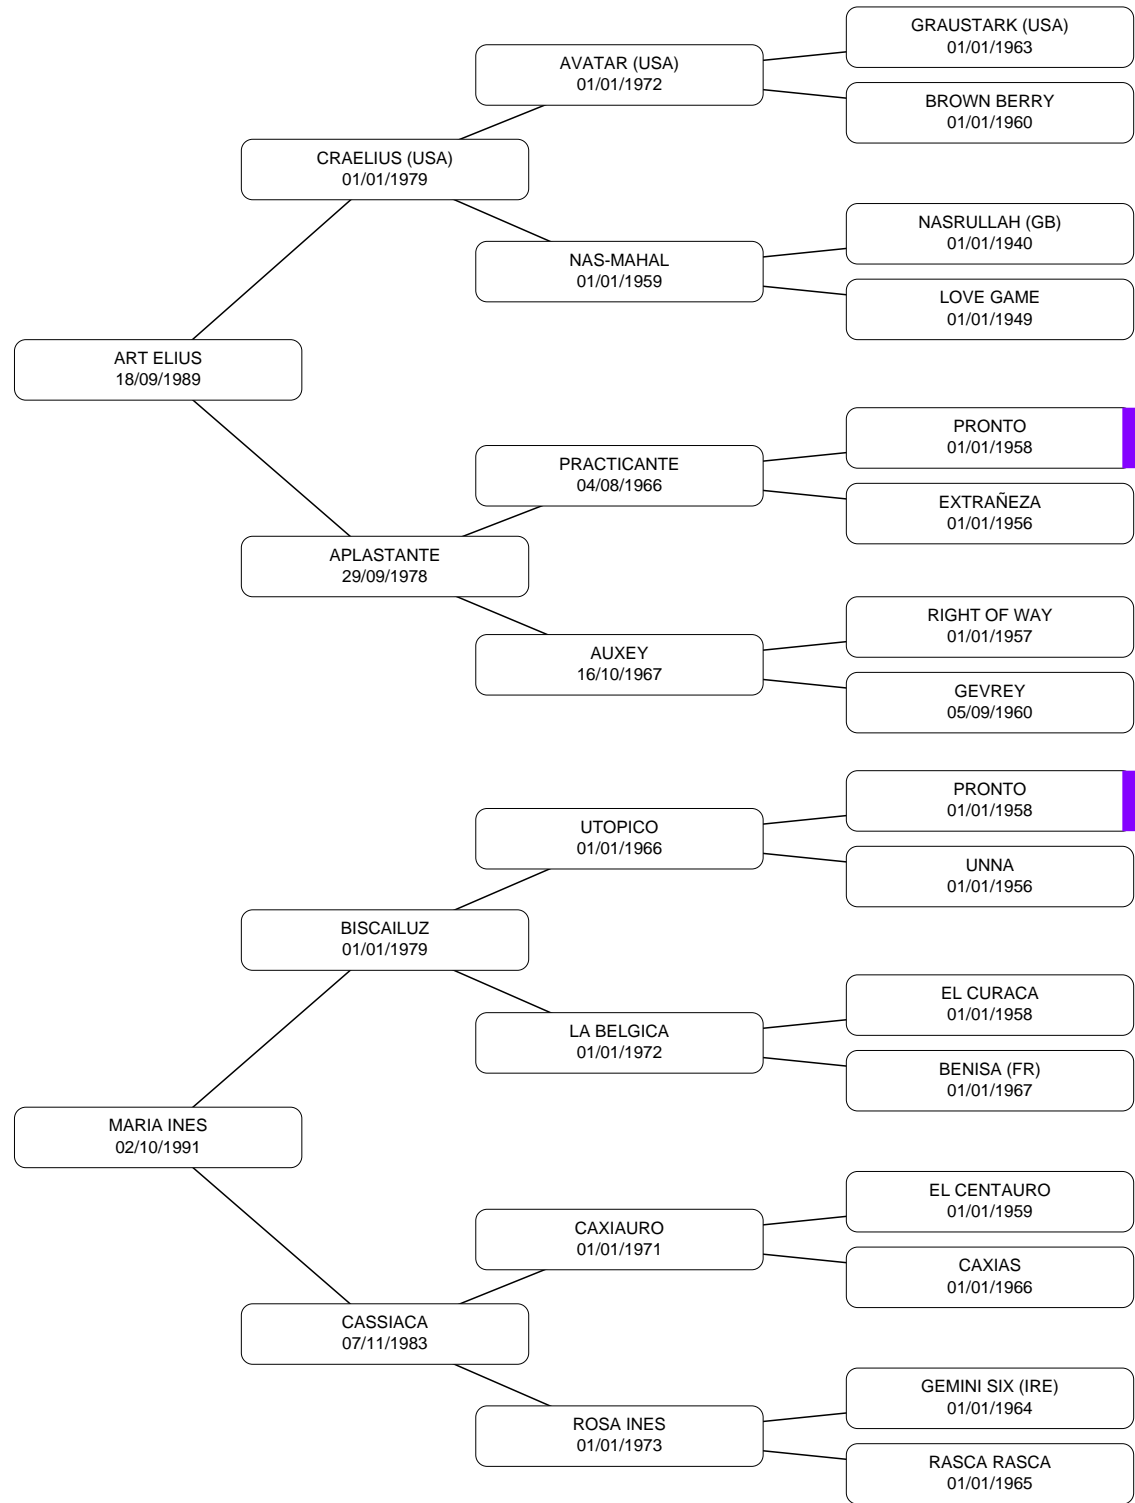 GRAUSTARK (USA)
01/01/1963
AVATAR (USA)
01/01/1972
BROWN BERRY
01/01/1960
CRAELIUS (USA)
01/01/1979
NASRULLAH (GB)
01/01/1940
NAS-MAHAL
01/01/1959
LOVE GAME
01/01/1949
ART ELIUS
18/09/1989
PRONTO
01/01/1958
PRACTICANTE
04/08/1966
EXTRAÑEZA
01/01/1956
APLASTANTE
29/09/1978
RIGHT OF WAY
01/01/1957
AUXEY
16/10/1967
GEVREY
05/09/1960
PRONTO
01/01/1958
UTOPICO
01/01/1966
UNNA
01/01/1956
BISCAILUZ
01/01/1979
EL CURACA
01/01/1958
LA BELGICA
01/01/1972
BENISA (FR)
01/01/1967
MARIA INES
02/10/1991
EL CENTAURO
01/01/1959
CAXIAURO
01/01/1971
CAXIAS
01/01/1966
CASSIACA
07/11/1983
GEMINI SIX (IRE)
01/01/1964
ROSA INES
01/01/1973
RASCA RASCA
01/01/1965